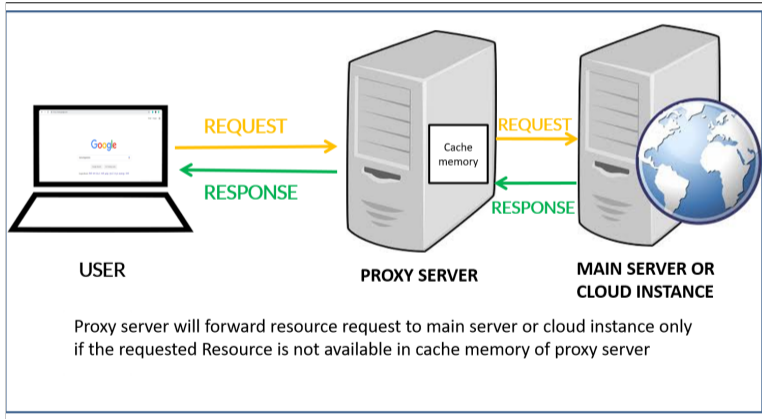 Google
REQUEST
RESPONSE
Cache
memory
REQUEST
RESPONSE
USER
PROXY SERVER
MAIN SERVER OR
CLOUD INSTANCE
Proxy server will forward resource request to main server or cloud instance only
if the requested Resource is not available in cache memory of proxy server